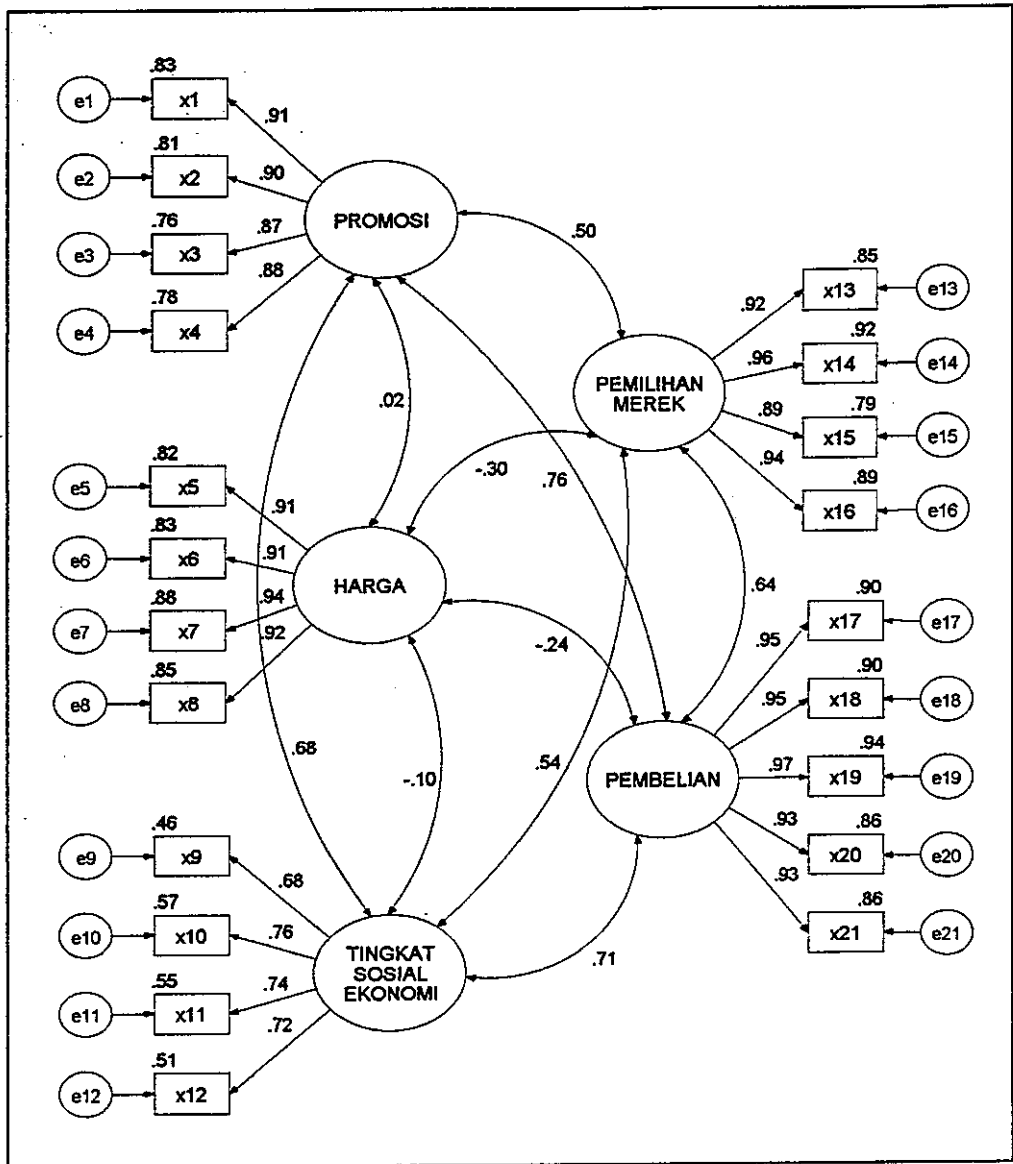 .83
e1
x1
.91
.81
e2
x2
.90
.76
e3
x3
.87
.78
e4
x4
.88
PROMOSI
.50
.85
x13
e13
.92
.92
x14
e14
.96
PEMILIHAN
MEREK
.79
x15
e15
.89
.89
x16
e16
.94
.02
-.30
.76
.82
e5
x5
.91
.83
e6
x6
.91
.88
e7
x7
.94
.85
e8
x8
.92
HARGA
-.24
.64
.90
x17
e17
.95
.90
x18
e18
.95
.94
x19
e19
.97
PEMBELIAN
.86
x20
e20
.93
.86
x21
e21
.93
.68
-.10
.54
.71
.46
e9
x9
.68
.57
e10
x10
.76
.55
e11
x11
.74
.51
e12
x12
.72
TINGKAT
SOSIAL
EKONOMI